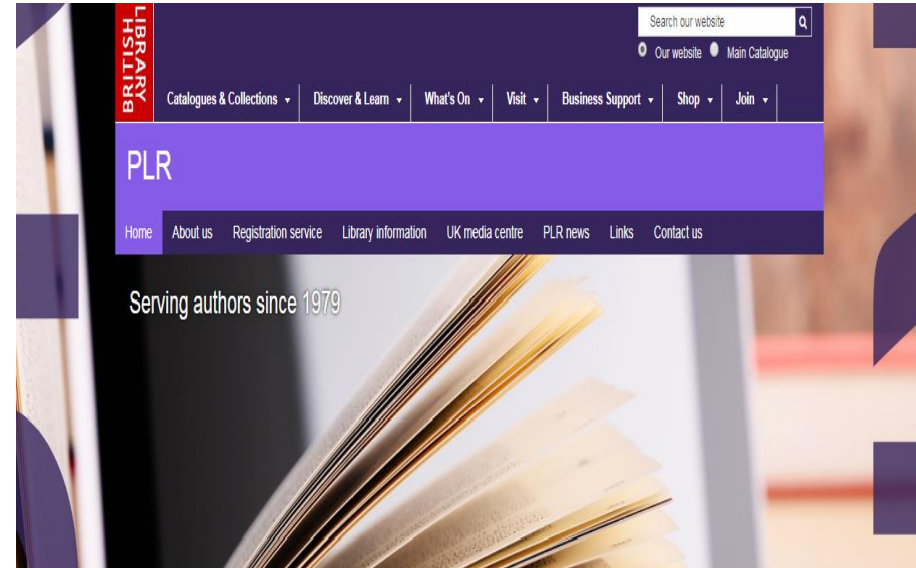 BRITISH
LIBRARY
Search our website
Our website Main Catalogue
Catalogues & Collections Discover & Learn What's On Visit Business Support Shop Join
PLR
Home About us Registration service Library information UK media centre PLR news Links Contact us
Serving authors since 1979